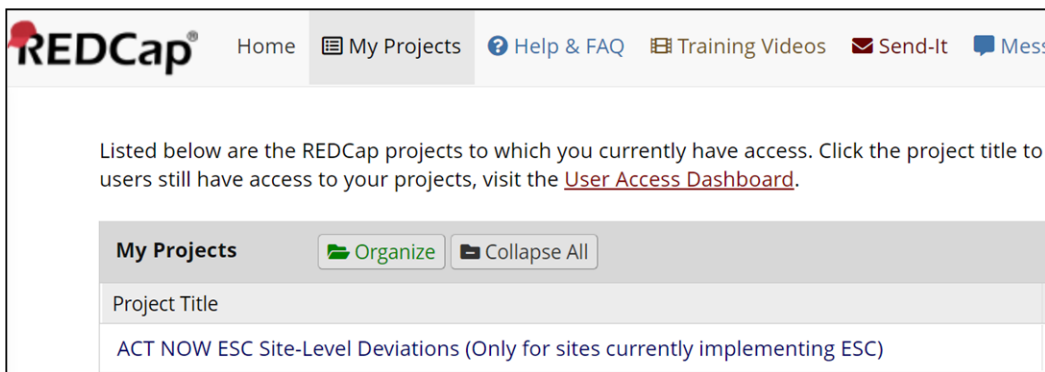 REDCap® Home My Projects Help & FAQ Training Videos Send-It
Listed below are the REDCap projects to which you currently have access. Click the project title to
users still have access to your projects, visit the User Access Dashboard.
My Projects Organize Collapse All
Project Title
ACT NOW ESC Site-Level Deviations (Only for sites currently implementing ESC)